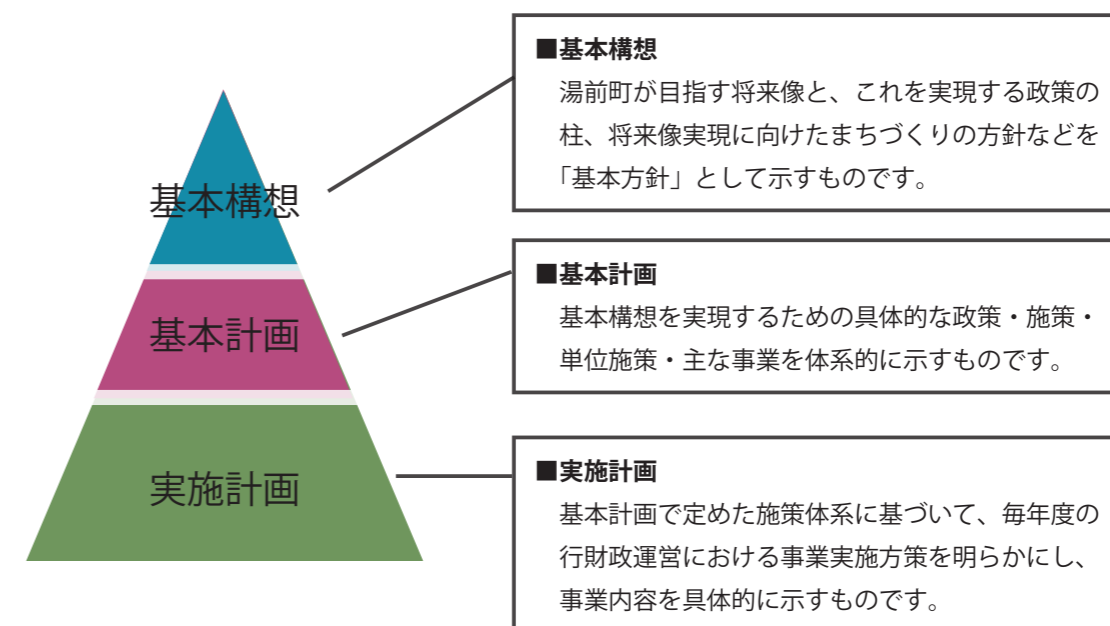 基本構想
基本計画
実施計画
■基本構想
湯前町が目指す将来像と、これを実現する政策の
柱、将来像実現に向けたまちづくりの方針などを
「基本方針」として示すものです。
■基本計画
基本構想を実現するための具体的な政策・施策・
単位施策・主な事業を体系的に示すものです。
■実施計画
基本計画で定めた施策体系に基づいて、毎年度の
行財政運営における事業実施方策を明らかにし、
事業内容を具体的に示すものです。